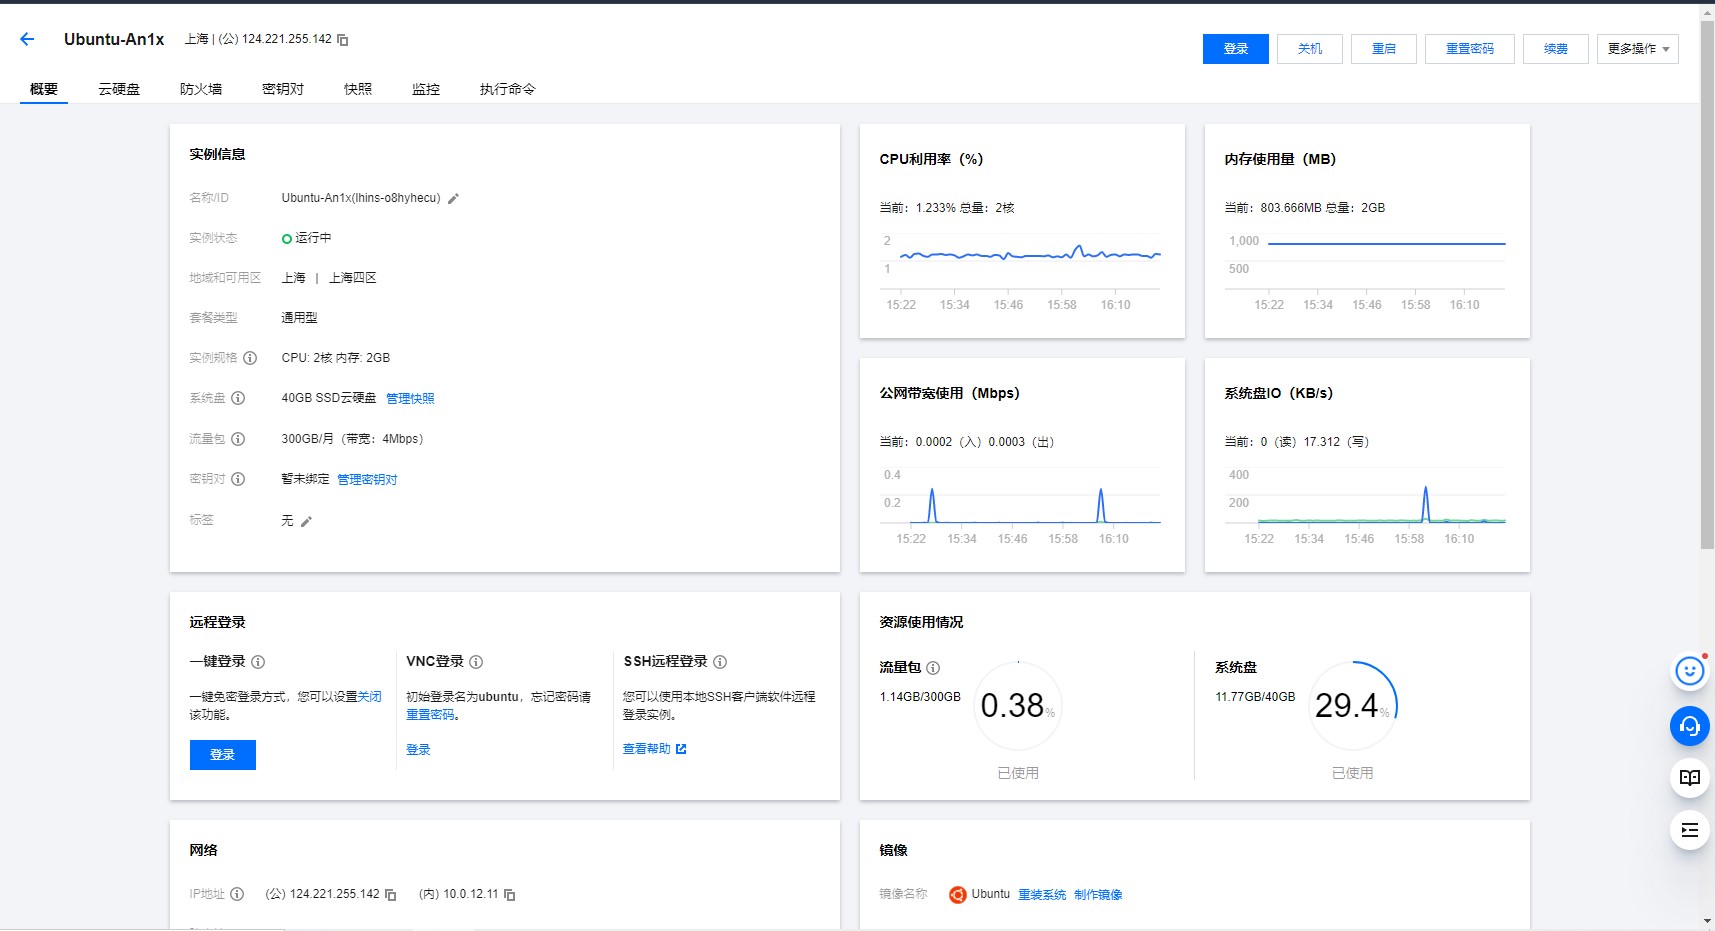 Ubuntu-An1x 上海 | (公) 124.221.255.142
登录 关机 重启 重置密码 续费 更多操作
概要 云硬盘 防火墙 密钥对 快照 监控 执行命令
实例信息
名称/ID Ubuntu-An1x(lhins-o8hyhecu)
实例状态 运行中
地域和可用区 上海 | 上海四区
套餐类型 通用型
实例规格 CPU: 2核 内存: 2GB
系统盘 40GB SSD云硬盘 管理快照
流量包 300GB/月（带宽：4Mbps）
密钥对 暂未绑定 管理密钥对
标签 无
CPU利用率（%）
当前：1.233% 总量：2核
2
1
15:22 15:34 15:46 15:58 16:10
内存使用量（MB）
当前：803.666MB 总量：2GB
1,000
500
15:22 15:34 15:46 15:58 16:10
公网带宽使用（Mbps）
当前：0.0002（入）0.0003（出）
0.4
0.2
15:22 15:34 15:46 15:58 16:10
系统盘IO（KB/s）
当前：0（读）17.312（写）
400
200
15:22 15:34 15:46 15:58 16:10
远程登录
一键登录
一键免密登录方式，您可以设置关闭
该功能。
登录
VNC登录
初始登录名为ubuntu，忘记密码请
重置密码。
登录
SSH远程登录
您可以使用本地SSH客户端软件远程
登录实例。
查看帮助
资源使用情况
流量包
1.14GB/300GB
0.38%
已使用
系统盘
11.77GB/40GB
29.4%
已使用
网络
IP地址 (公) 124.221.255.142 (内) 10.0.12.11
镜像
镜像名称 Ubuntu 重装系统 制作镜像